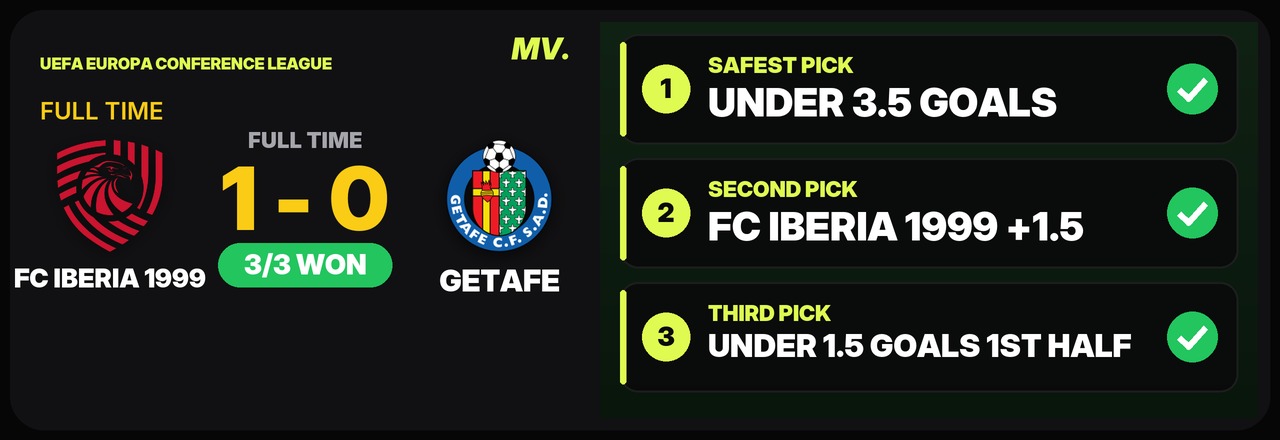 MV.
UEFA EUROPA CONFERENCE LEAGUE
FULL TIME
FULL TIME
1 - 0
3/3 WON
FC IBERIA 1999
GETAFE C.F. S.A.D.
GETAFE
1
SAFEST PICK
UNDER 3.5 GOALS
2
SECOND PICK
FC IBERIA 1999 +1.5
3
THIRD PICK
UNDER 1.5 GOALS 1ST HALF